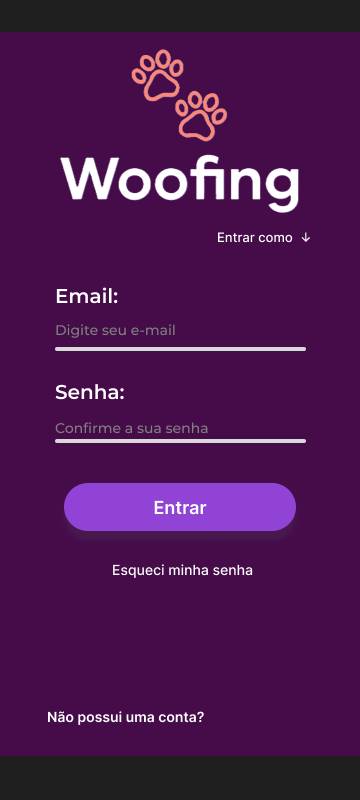 Woofing
Entrar como ↓
Email:
Digite seu e-mail
Senha:
Confirme a sua senha
Entrar
Esqueci minha senha
Não possui uma conta?